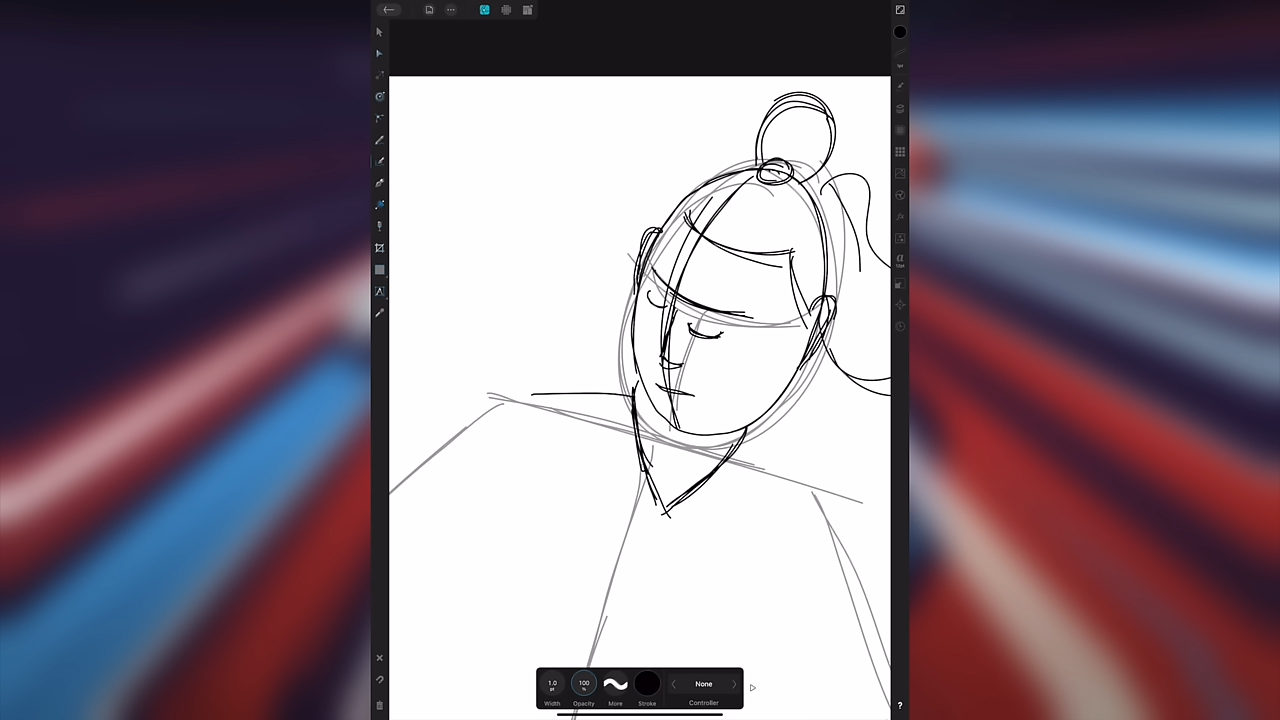 1.0
pt
Width
100
%
Opacity
More
Stroke
None
Controller
a
?